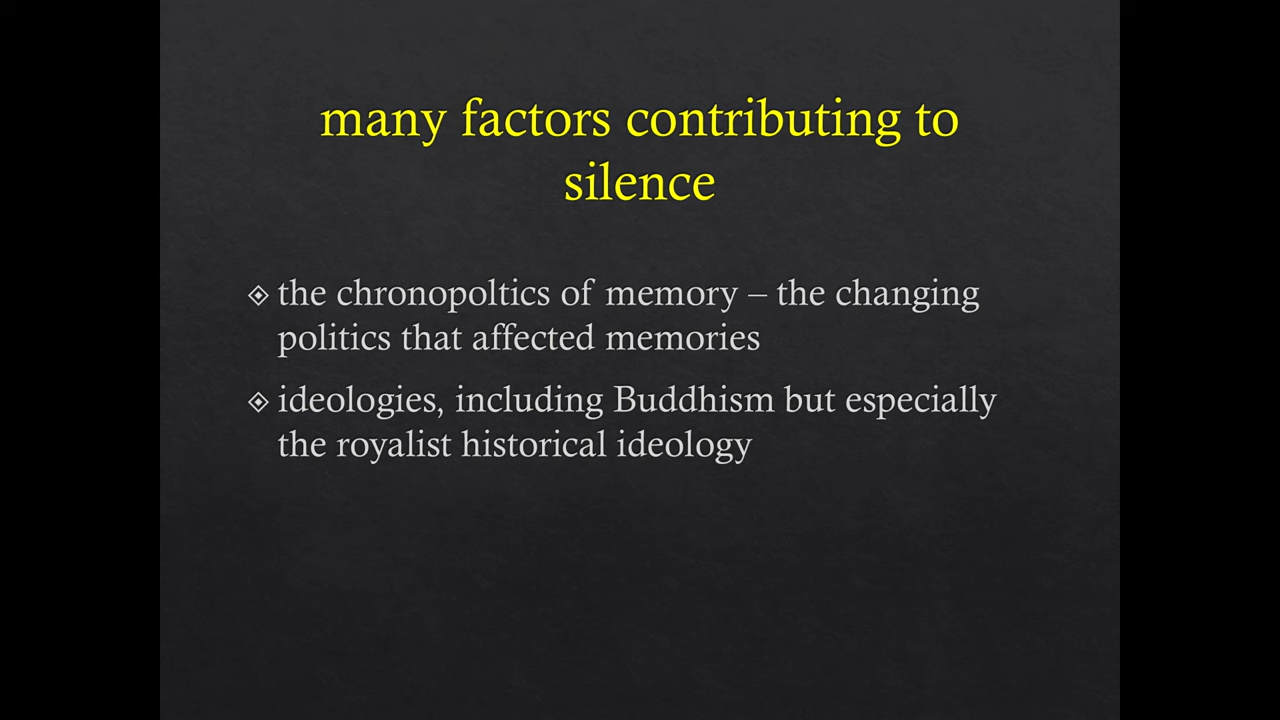 many factors contributing to
silence
the chronopoltics of memory – the changing
politics that affected memories
ideologies, including Buddhism but especially
the royalist historical ideology